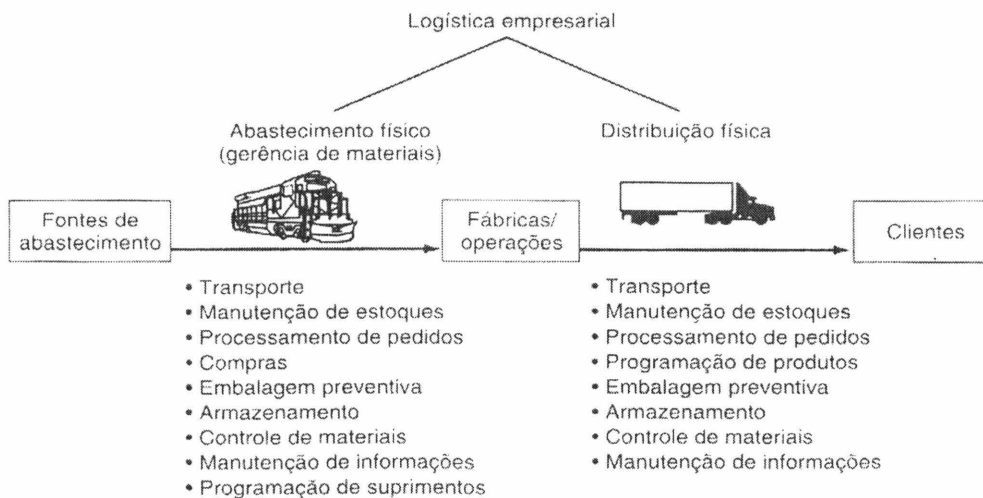 Logística empresarial
Abastecimento físico
(gerência de materiais)
Distribuição física
Fontes de
abastecimento
Fábricas/
operações
Clientes
• Transporte
• Manutenção de estoques
• Processamento de pedidos
• Compras
• Embalagem preventiva
• Armazenamento
• Controle de materiais
• Manutenção de informações
• Programação de suprimentos
• Transporte
• Manutenção de estoques
• Processamento de pedidos
• Programação de produtos
• Embalagem preventiva
• Armazenamento
• Controle de materiais
• Manutenção de informações